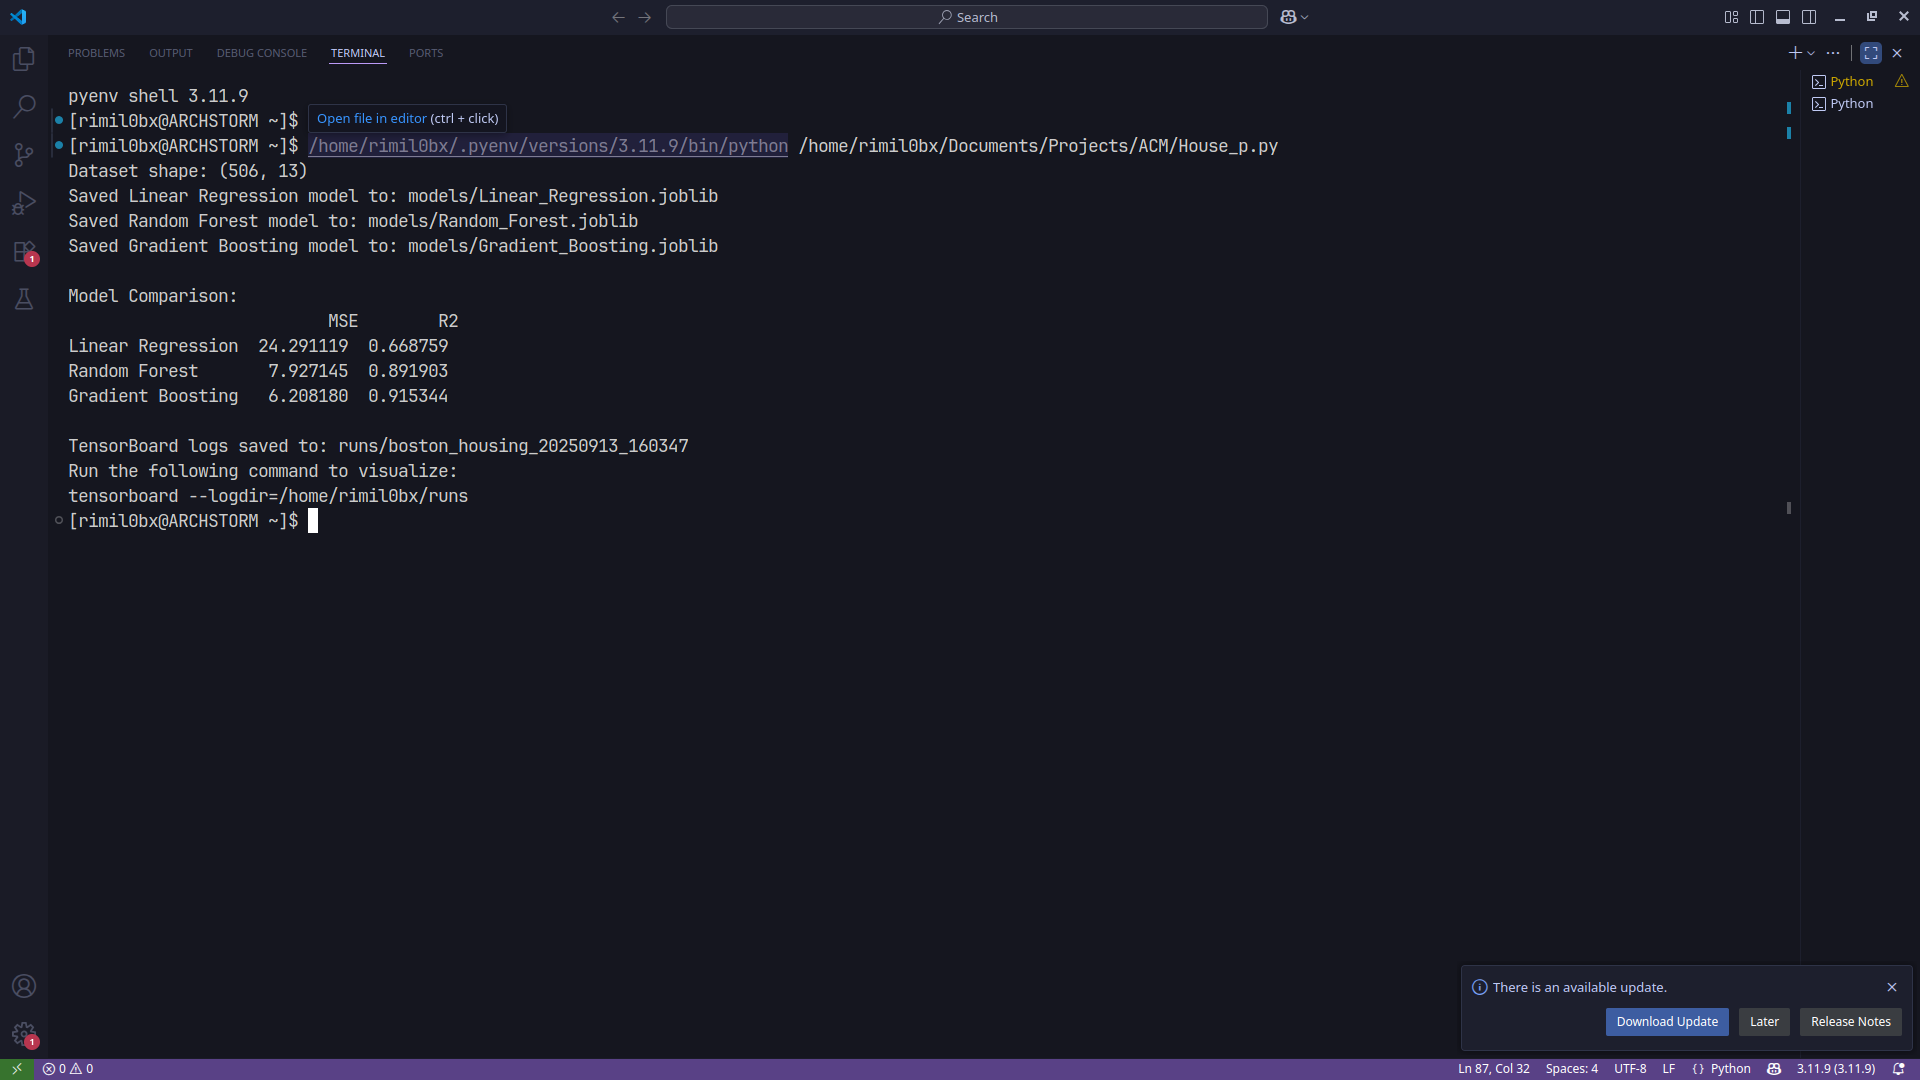 Search
PROBLEMS OUTPUT DEBUG CONSOLE TERMINAL PORTS
Python
Python
pyenv shell 3.11.9
[rimil0bx@ARCHSTORM ~]$
Open file in editor (ctrl + click)
[rimil0bx@ARCHSTORM ~]$ /home/rimil0bx/.pyenv/versions/3.11.9/bin/python /home/rimil0bx/Documents/Projects/ACM/House_p.py
Dataset shape: (506, 13)
Saved Linear Regression model to: models/Linear_Regression.joblib
Saved Random Forest model to: models/Random_Forest.joblib
Saved Gradient Boosting model to: models/Gradient_Boosting.joblib
Model Comparison:
MSE R2
Linear Regression 24.291119 0.668759
Random Forest 7.927145 0.891903
Gradient Boosting 6.208180 0.915344
TensorBoard logs saved to: runs/boston_housing_20250913_160347
Run the following command to visualize:
tensorboard --logdir=/home/rimil0bx/runs
[rimil0bx@ARCHSTORM ~]$
1
1
There is an available update.
Download Update Later Release Notes
0 0 Ln 87, Col 32 Spaces: 4 UTF-8 LF {} Python 3.11.9 (3.11.9)